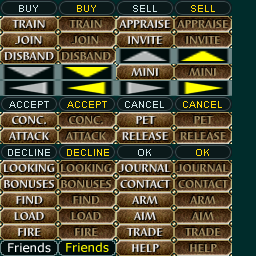 BUY BUY SELL SELL
TRAIN TRAIN APPRAISE APPRAISE
JOIN JOIN INVITE INVITE
DISBAND DISBAND
MINI MINI
ACCEPT ACCEPT CANCEL CANCEL
CONC. CONC. PET PET
ATTACK ATTACK RELEASE RELEASE
DECLINE DECLINE OK OK
LOOKING LOOKING JOURNAL JOURNAL
BONUSES BONUSES CONTACT CONTACT
FIND FIND ARM ARM
LOAD LOAD AIM AIM
FIRE FIRE TRADE TRADE
Friends Friends HELP HELP